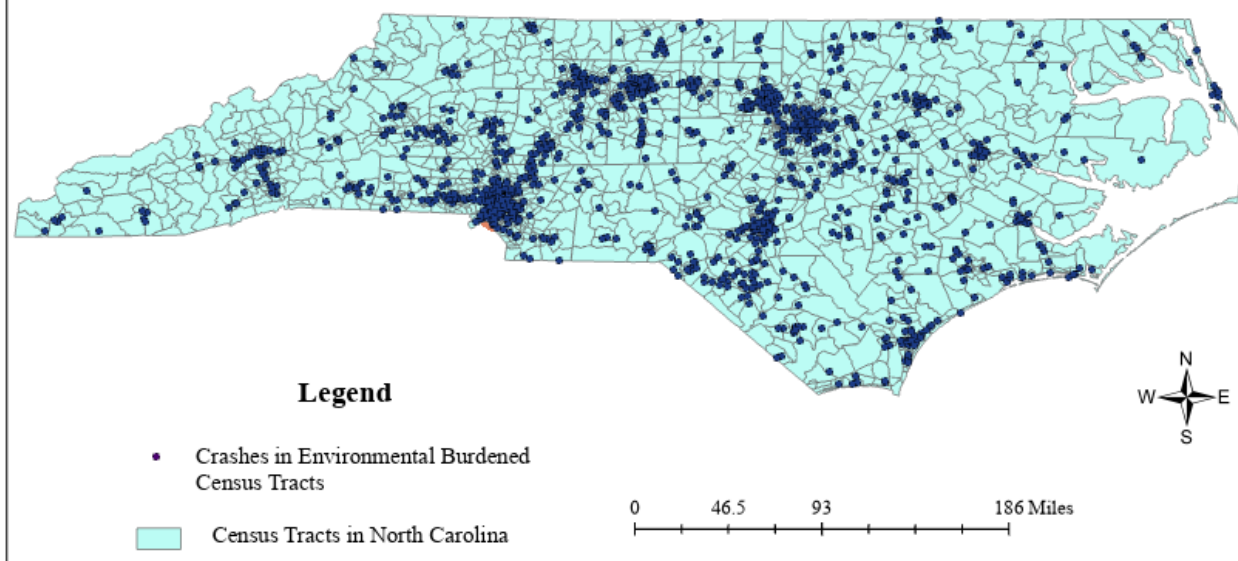 N
W E
S
Legend
Crashes in Environmental Burdened
Census Tracts
Census Tracts in North Carolina
0 46.5 93 186 Miles